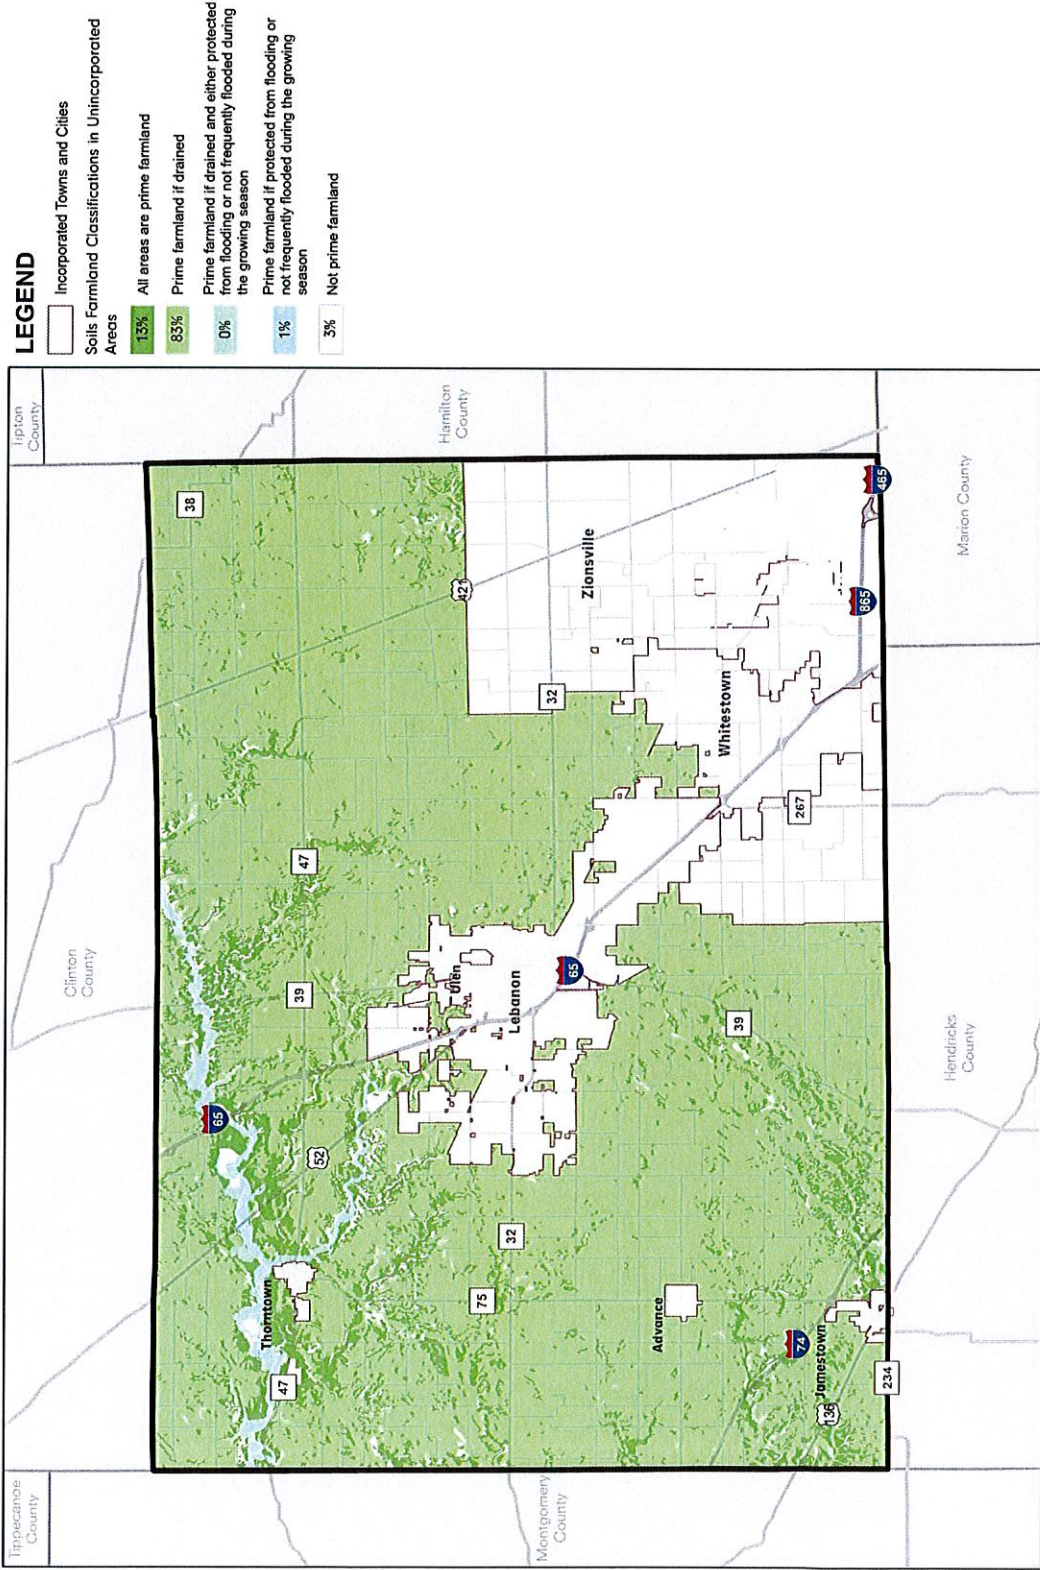 LEGEND
Incorporated Towns and Cities
Soils Farmland Classifications in Unincorporated
Areas
13% All areas are prime farmland
83% Prime farmland if drained
0% Prime farmland if drained and either protected
from flooding or not frequently flooded during
the growing season
1% Prime farmland if protected from flooding or
not frequently flooded during the growing
season
3% Not prime farmland
Tippecanoe
County
Clinton
County
Tipton
County
Hamilton
County
Montgomery
County
Hendricks
County
Marion County
38
421
47
39
65
52
Thorntown
47
Ulen
Lebanon
65
32
Zionsville
Whitestown
32
75
Advance
39
267
865
465
74
Jamestown
136
234